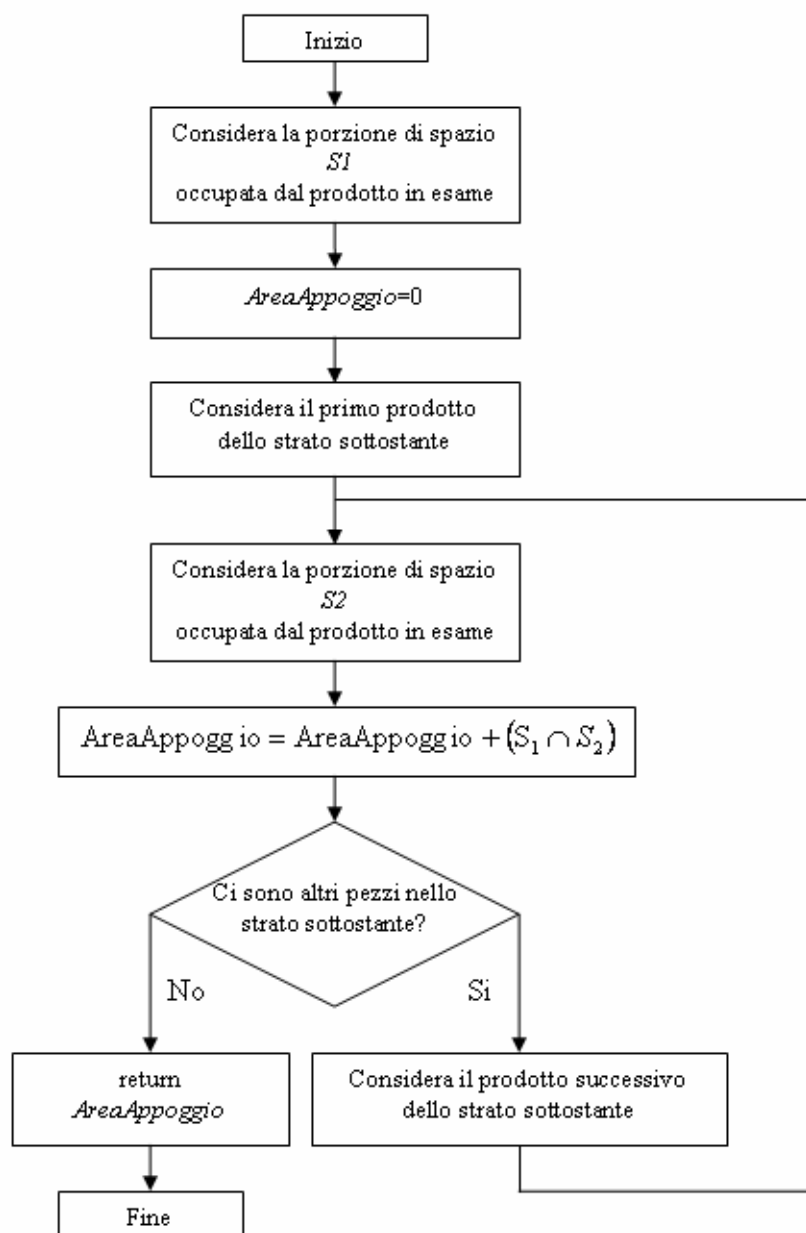 Inizio
Considera la porzione di spazio
S1
occupata dal prodotto in esame
AreaAppoggio=0
Considera il primo prodotto
dello strato sottostante
Considera la porzione di spazio
S2
occupata dal prodotto in esame
AreaAppogg io = AreaAppogg io + (S₁ ∩ S₂)
Ci sono altri pezzi nello
strato sottostante?
No
Si
return
AreaAppoggio
Considera il prodotto successivo
dello strato sottostante
Fine